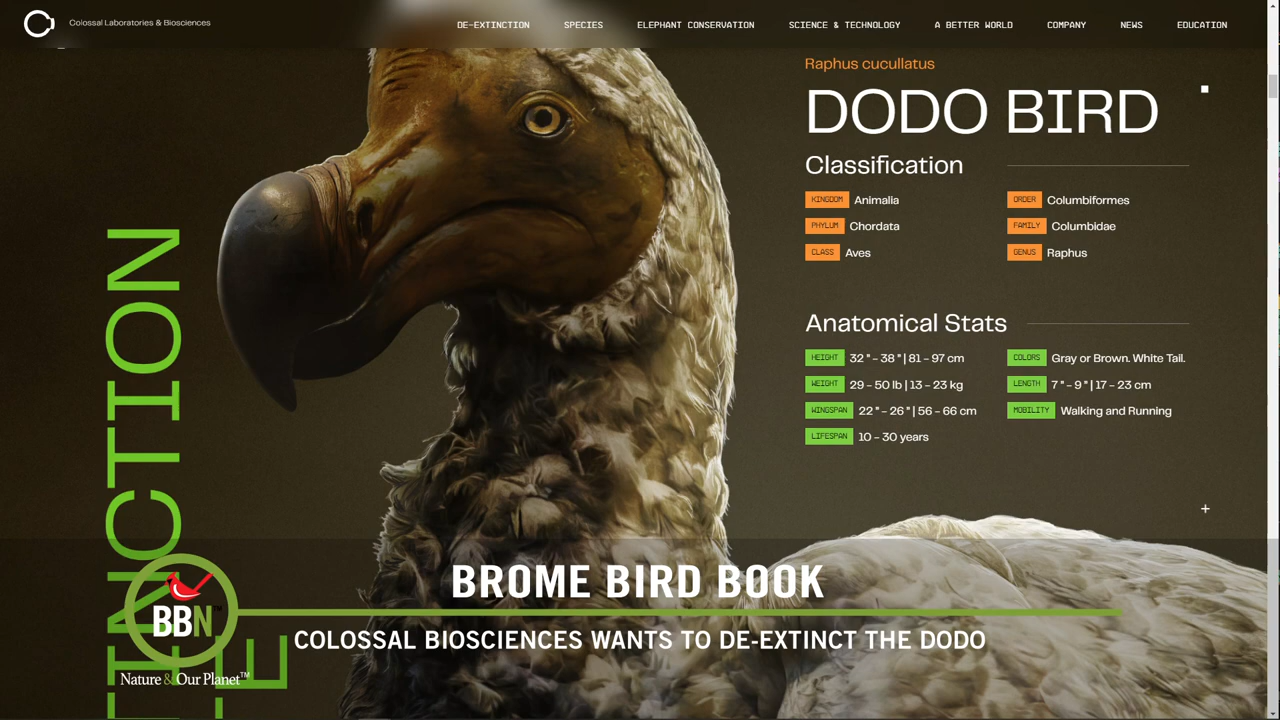 Colossal Laboratories & Biosciences
DE-EXTINCTION SPECIES ELEPHANT CONSERVATION SCIENCE & TECHNOLOGY A BETTER WORLD COMPANY NEWS EDUCATION
Raphus cucullatus
DODO BIRD
Classification
KINGDOM Animalia
ORDER Columbiformes
PHYLUM Chordata
FAMILY Columbidae
CLASS Aves
GENUS Raphus
Anatomical Stats
HEIGHT 32 " - 38 " | 81 - 97 cm
COLORS Gray or Brown. White Tail.
WEIGHT 29 - 50 lb | 13 - 23 kg
LENGTH 7 " - 9 " | 17 - 23 cm
WINGSPAN 22 " - 26 " | 56 - 66 cm
MOBILITY Walking and Running
LIFESPAN 10 - 30 years
TINCTION
E
BROME BIRD BOOK
BBN™
COLOSSAL BIOSCIENCES WANTS TO DE-EXTINCT THE DODO
Nature & Our Planet™